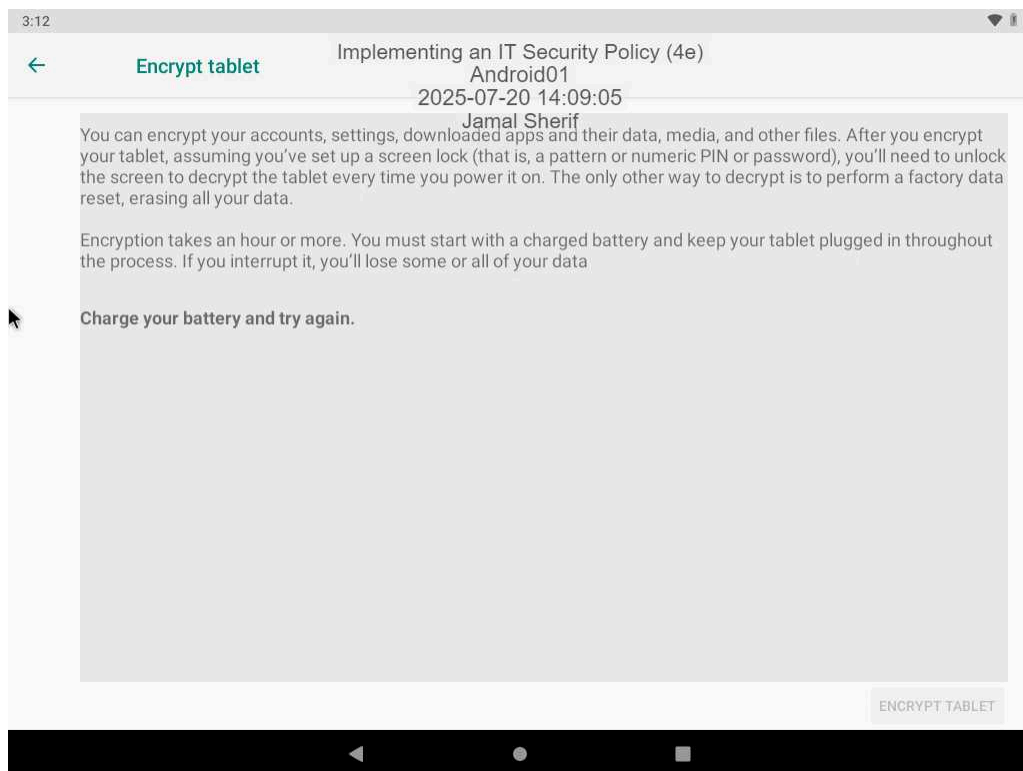 3:12
Encrypt tablet
Implementing an IT Security Policy (4e)
Android01
2025-07-20 14:09:05
Jamal Sherif
You can encrypt your accounts, settings, downloaded apps and their data, media, and other files. After you encrypt
your tablet, assuming you've set up a screen lock (that is, a pattern or numeric PIN or password), you'll need to unlock
the screen to decrypt the tablet every time you power it on. The only other way to decrypt is to perform a factory data
reset, erasing all your data.
Encryption takes an hour or more. You must start with a charged battery and keep your tablet plugged in throughout
the process. If you interrupt it, you'll lose some or all of your data
Charge your battery and try again.
ENCRYPT TABLET